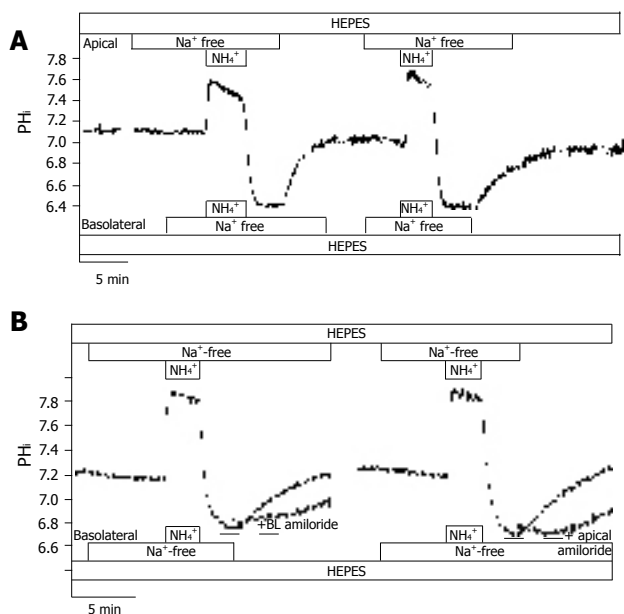 A
HEPES
Apical
Na⁺ free
Na⁺ free
NH₄⁺
NH₄⁺
7.8
7.6
7.4
7.2
7.0
6.8
6.6
6.4
PHi
NH₄⁺
NH₄⁺
Basolateral
Na⁺ free
Na⁺ free
HEPES
5 min
B
HEPES
Na⁺-free
Na⁺-free
NH₄⁺
NH₄⁺
7.8
7.6
7.4
7.2
7.0
6.8
6.6
PHi
+BL amiloride
+ apical
amiloride
Basolateral
NH₄⁺
NH₄⁺
Na⁺-free
Na⁺-free
HEPES
5 min